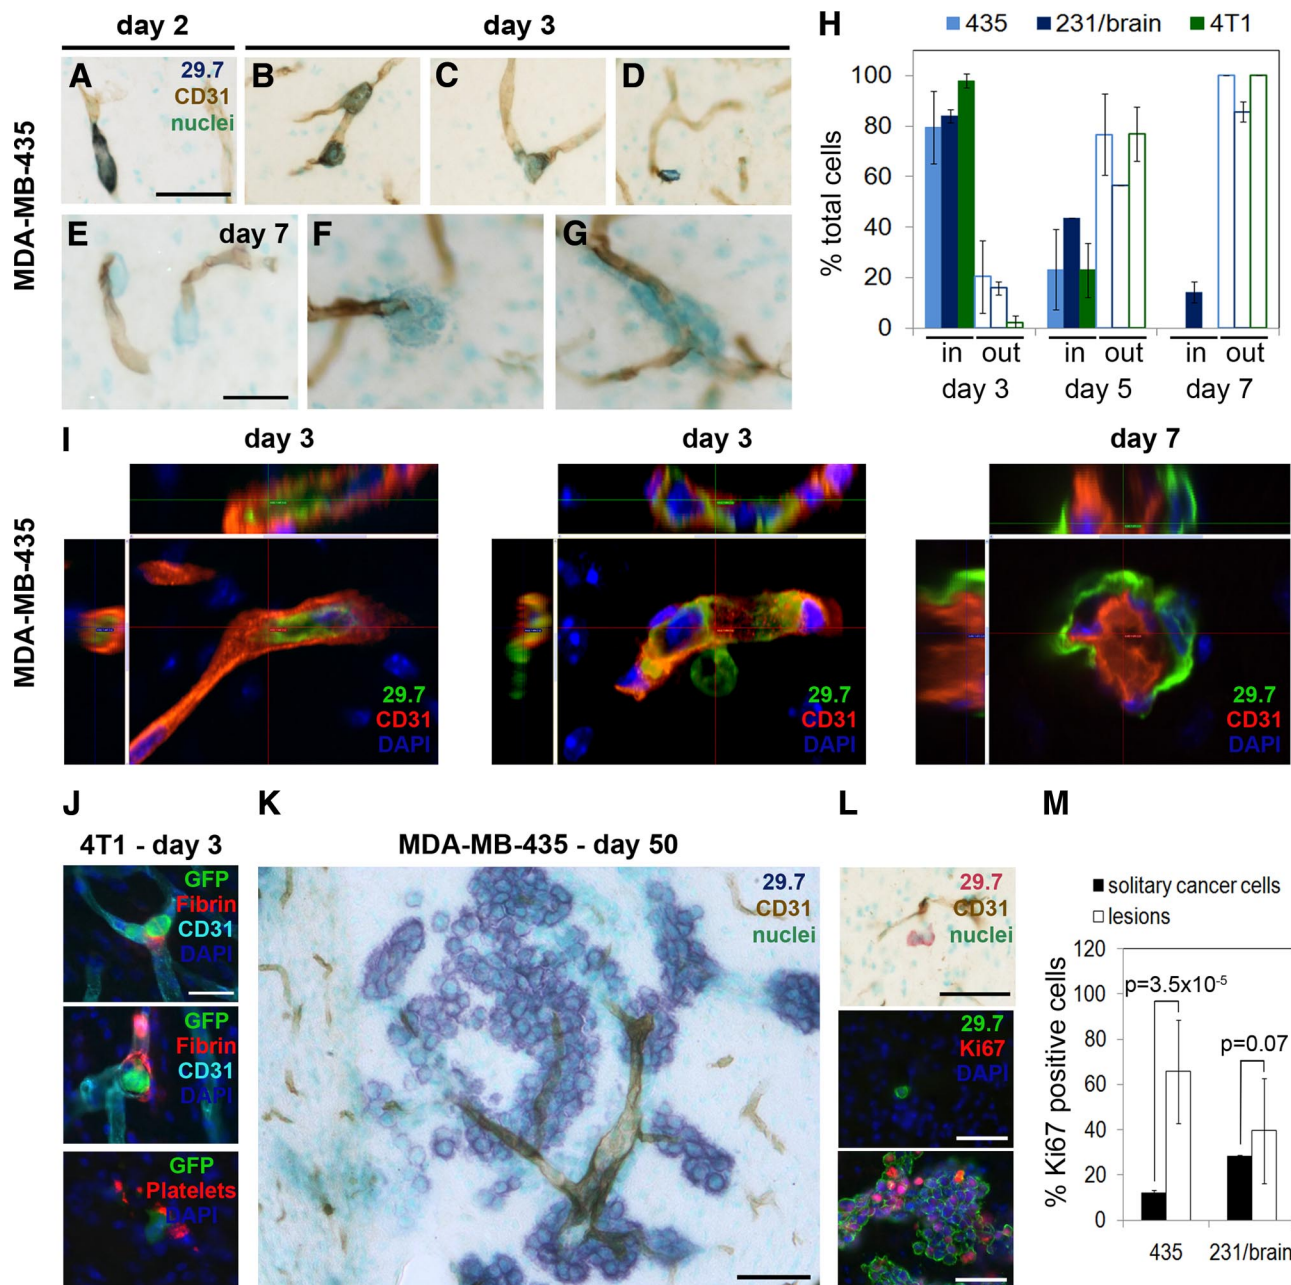 day 2
day 3
MDA-MB-435
A
29.7
CD31
nuclei
B
C
D
E
day 7
F
G
H
435
231/brain
4T1
% total cells
100
80
60
40
20
0
in
out
in
out
in
out
day 3
day 5
day 7
I
day 3
day 3
day 7
MDA-MB-435
29.7
CD31
DAPI
29.7
CD31
DAPI
29.7
CD31
DAPI
J
4T1 - day 3
GFP
Fibrin
CD31
DAPI
GFP
Fibrin
CD31
DAPI
GFP
Platelets
DAPI
K
MDA-MB-435 - day 50
29.7
CD31
nuclei
L
29.7
CD31
nuclei
29.7
Ki67
DAPI
M
solitary cancer cells
lesions
% Ki67 positive cells
120
100
80
60
40
20
0
p=3.5x10⁻⁵
p=0.07
435
231/brain